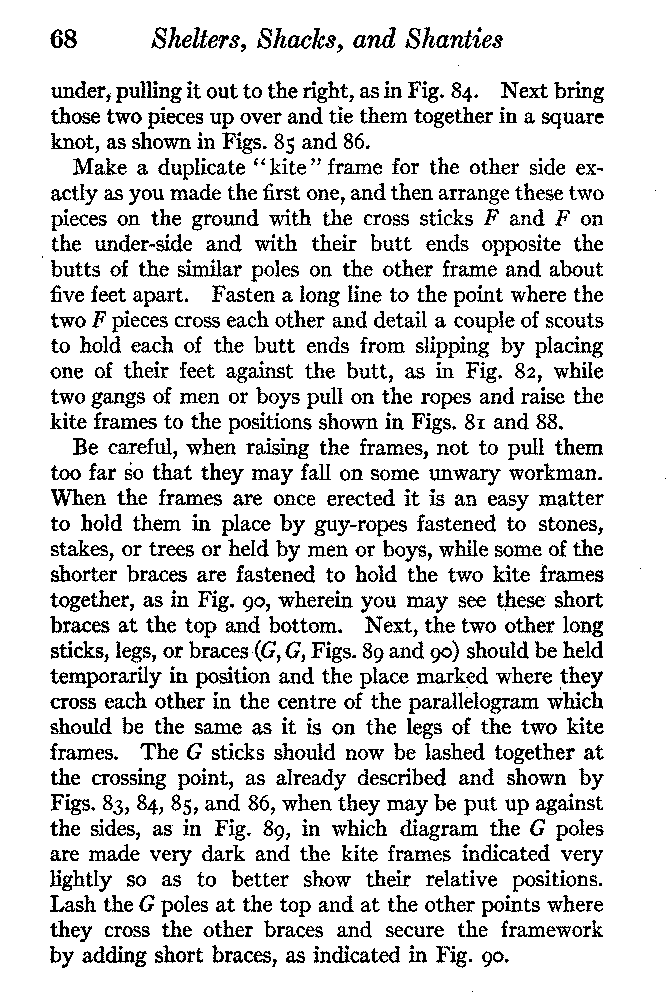 68 Shelters, Shacks, and Shanties
under, pulling it out to the right, as in Fig. 84. Next bring
those two pieces up over and tie them together in a square
knot, as shown in Figs. 85 and 86.
Make a duplicate "kite" frame for the other side ex-
actly as you made the first one, and then arrange these two
pieces on the ground with the cross sticks F and F on
the under-side and with their butt ends opposite the
butts of the similar poles on the other frame and about
five feet apart. Fasten a long line to the point where the
two F pieces cross each other and detail a couple of scouts
to hold each of the butt ends from slipping by placing
one of their feet against the butt, as in Fig. 82, while
two gangs of men or boys pull on the ropes and raise the
kite frames to the positions shown in Figs. 81 and 88.
Be careful, when raising the frames, not to pull them
too far so that they may fall on some unwary workman.
When the frames are once erected it is an easy matter
to hold them in place by guy-ropes fastened to stones,
stakes, or trees or held by men or boys, while some of the
shorter braces are fastened to hold the two kite frames
together, as in Fig. 90, wherein you may see these short
braces at the top and bottom. Next, the two other long
sticks, legs, or braces (G, G, Figs. 89 and 90) should be held
temporarily in position and the place marked where they
cross each other in the centre of the parallelogram which
should be the same as it is on the legs of the two kite
frames. The G sticks should now be lashed together at
the crossing point, as already described and shown by
Figs. 83, 84, 85, and 86, when they may be put up against
the sides, as in Fig. 89, in which diagram the G poles
are made very dark and the kite frames indicated very
lightly so as to better show their relative positions.
Lash the G poles at the top and at the other points where
they cross the other braces and secure the framework
by adding short braces, as indicated in Fig. 90.